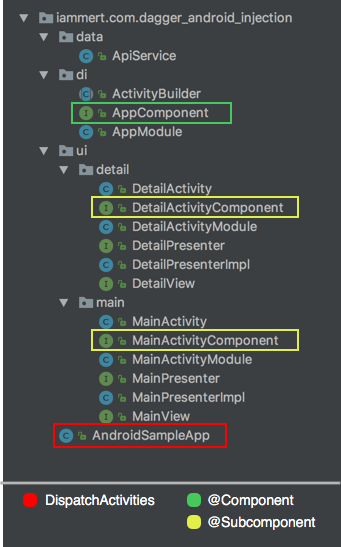 iammert.com.dagger_android_injection
data
ApiService
di
ActivityBuilder
AppComponent
AppModule
ui
detail
DetailActivity
DetailActivityComponent
DetailActivityModule
DetailPresenter
DetailPresenterImpl
DetailView
main
MainActivity
MainActivityComponent
MainActivityModule
MainPresenter
MainPresenterImpl
MainView
AndroidSampleApp
DispatchActivities
@Component
@Subcomponent